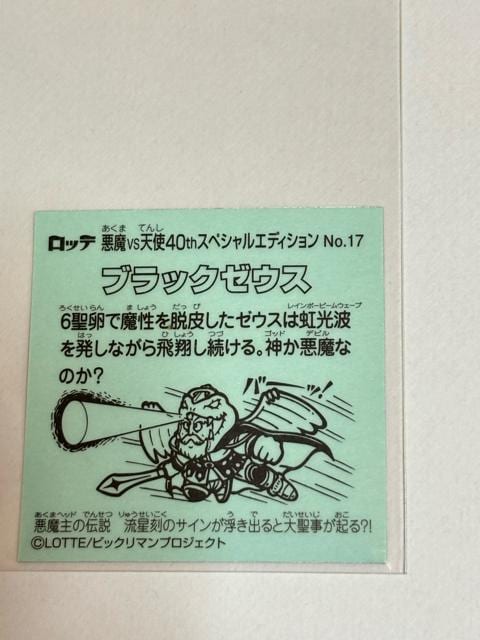 ロッテ 悪魔VS天使40thスペシャルエディション No.17
ブラックゼウス
6聖卵で魔性を脱皮したゼウスは虹光波
を発しながら飛翔し続ける。神か悪魔な
のか?
悪魔主の伝説 流星刻のサインが浮き出ると大聖事が起る?!
©LOTTE/ビックリマンプロジェクト